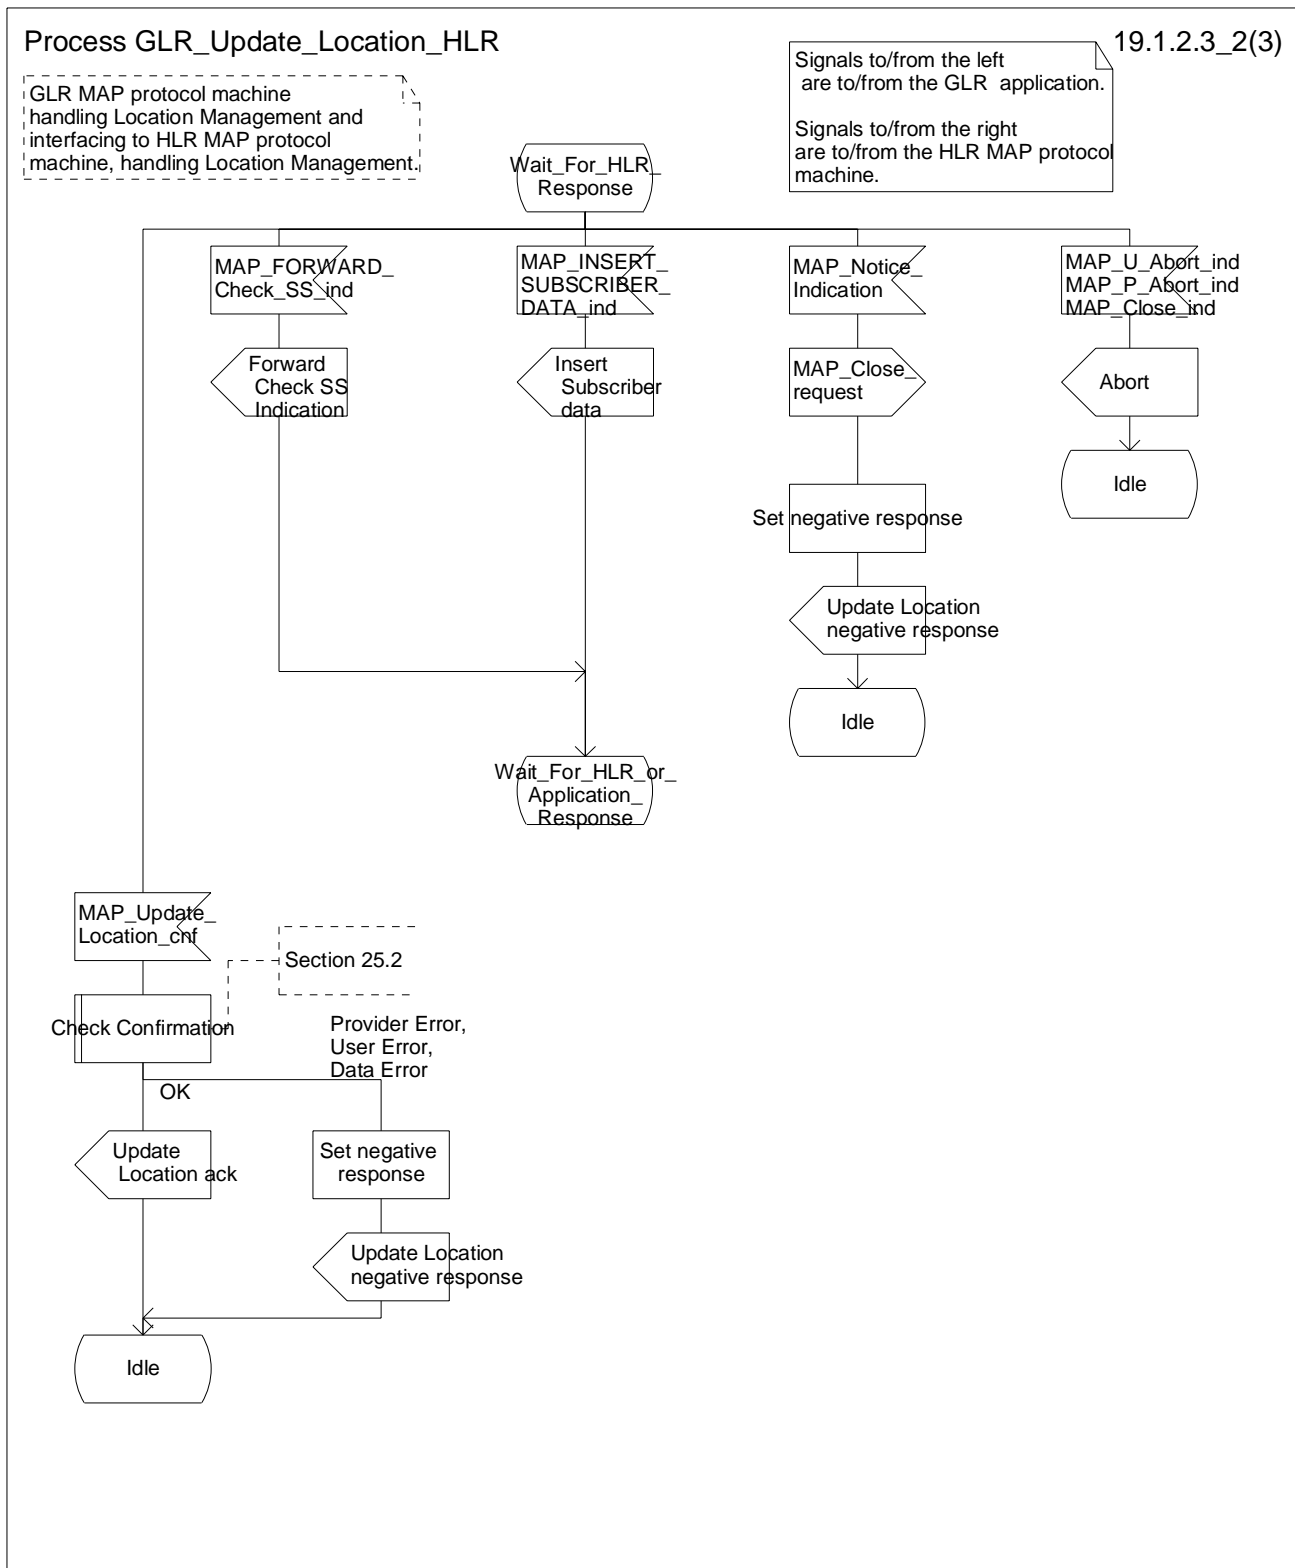 Process GLR_Update_Location_HLR
19.1.2.3_2(3)
GLR MAP protocol machine
handling Location Management and
interfacing to HLR MAP protocol
machine, handling Location Management.
Signals to/from the left
are to/from the GLR application.
Signals to/from the right
are to/from the HLR MAP protocol
machine.
Wait_For_HLR_
Response
MAP_FORWARD_
Check_SS_ind
MAP_INSERT_
SUBSCRIBER_
DATA_ind
MAP_Notice_
Indication
MAP_U_Abort_ind
MAP_P_Abort_ind
MAP_Close_ind
Forward
Check SS
Indication
Insert
Subscriber
data
MAP_Close_
request
Abort
Idle
Set negative response
Update Location
negative response
Idle
Wait_For_HLR_or_
Application_
Response
MAP_Update_
Location_cnf
Section 25.2
Check Confirmation
Provider Error,
User Error,
Data Error
OK
Update
Location ack
Set negative
response
Update Location
negative response
Idle